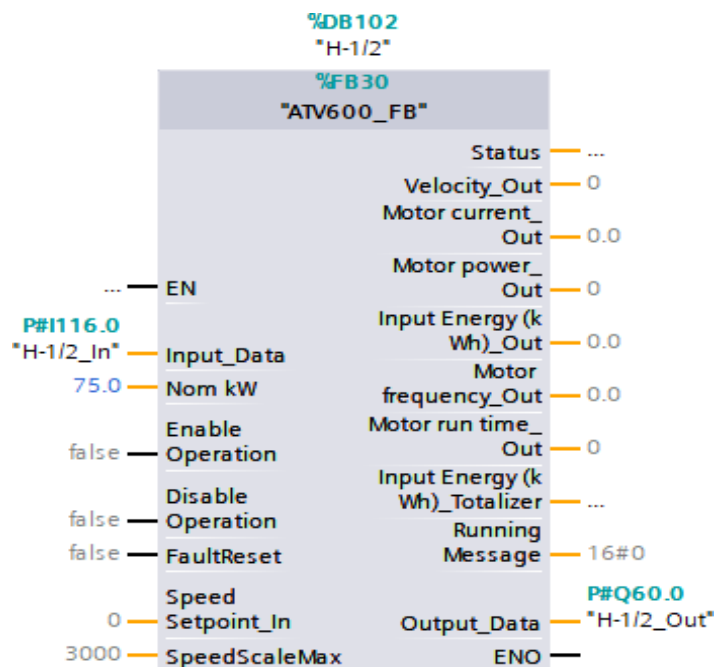 %DB102
"H-1/2"
%FB30
"ATV600_FB"
Status ...
Velocity_Out 0
Motor current_
Out 0.0
Motor power_
... EN Out 0
P#I116.0 Input Energy (k
"H-1/2_In" Input_Data Wh)_Out 0.0
75.0 Nom kW Motor
frequency_Out 0.0
Enable Motor run time_
false Operation Out 0
Disable Input Energy (k
false Operation Wh)_Totalizer ...
false FaultReset Running
Message 16#0
Speed P#Q60.0
0 Setpoint_In Output_Data "H-1/2_Out"
3000 SpeedScaleMax ENO